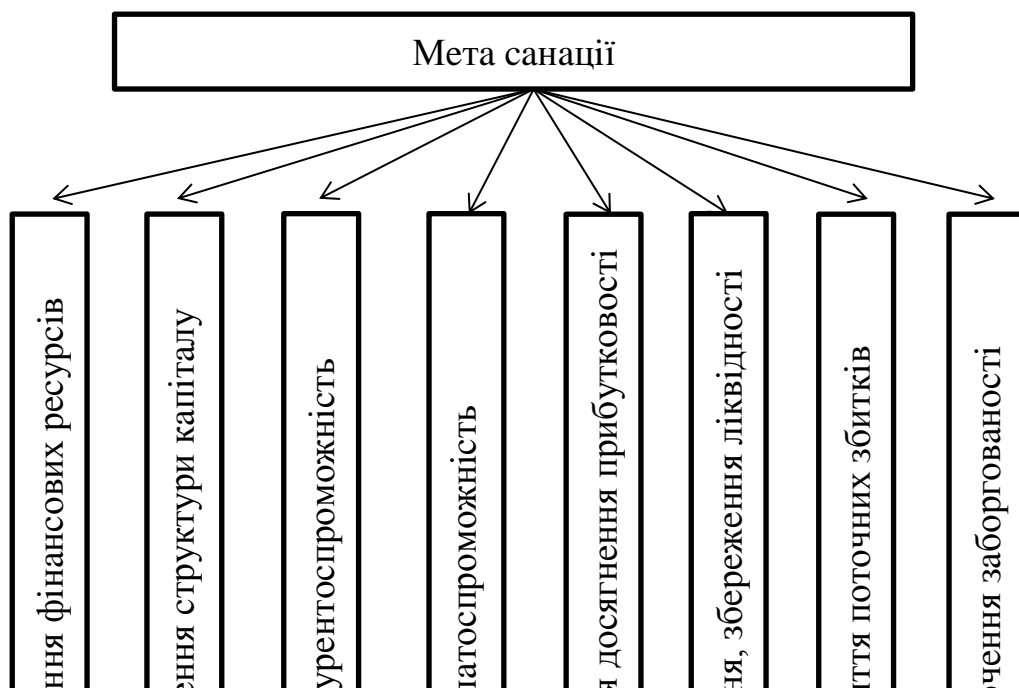 Мета санації
ння фінансових ресурсів
ення структури капіталу
урентоспроможність
латоспроможність
я досягнення прибутковості
ня, збереження ліквідності
ття поточних збитків
очення заборгованості